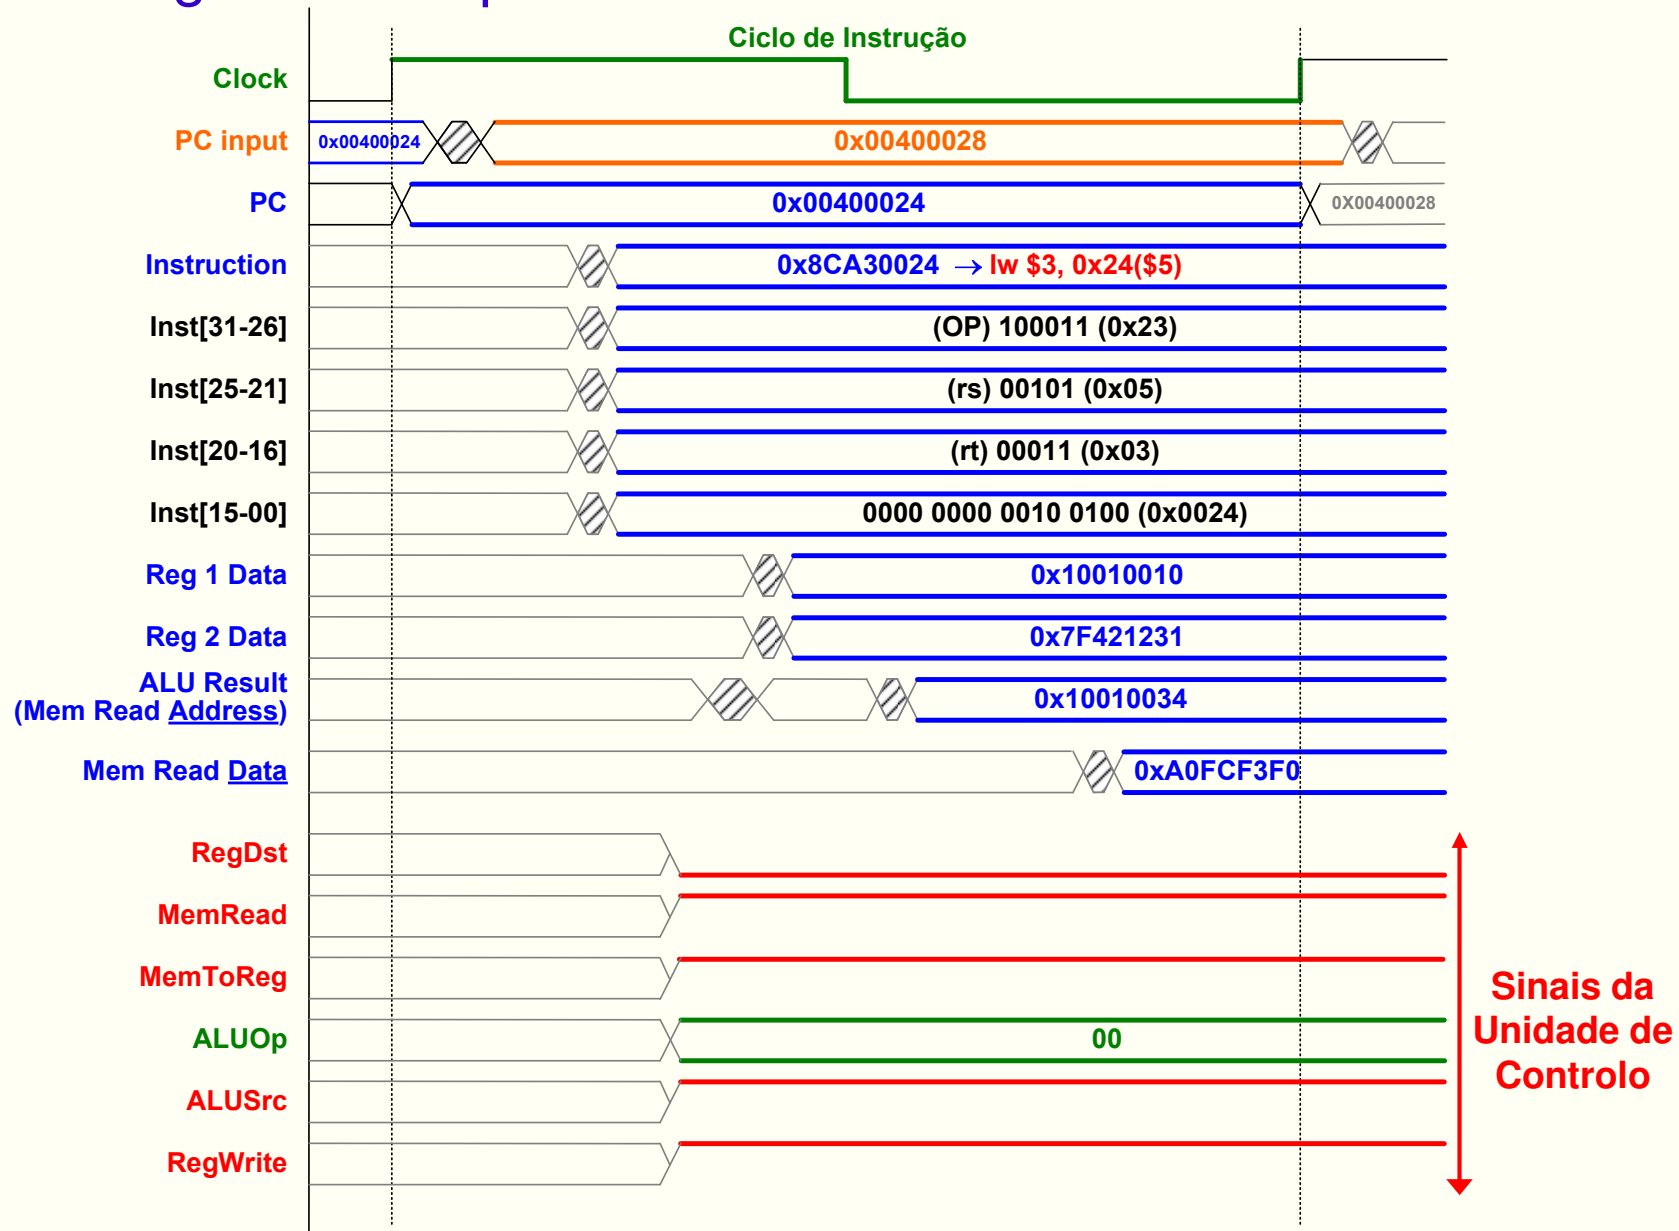 Ciclo de Instrução
Clock
PC input 0x00400024 0x00400028
PC 0x00400024 0X00400028
Instruction 0x8CA30024 → lw $3, 0x24($5)
Inst[31-26] (OP) 100011 (0x23)
Inst[25-21] (rs) 00101 (0x05)
Inst[20-16] (rt) 00011 (0x03)
Inst[15-00] 0000 0000 0010 0100 (0x0024)
Reg 1 Data 0x10010010
Reg 2 Data 0x7F421231
ALU Result
(Mem Read Address) 0x10010034
Mem Read Data 0xA0FCF3F0
RegDst
MemRead
MemToReg
ALUOp 00
ALUSrc
RegWrite
Sinais da
Unidade de
Controlo